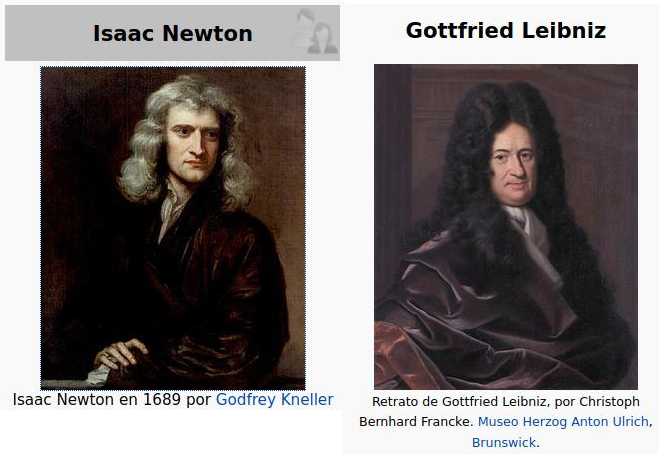 Isaac Newton
Isaac Newton en 1689 por Godfrey Kneller
Gottfried Leibniz
Retrato de Gottfried Leibniz, por Christoph
Bernhard Francke. Museo Herzog Anton Ulrich,
Brunswick.